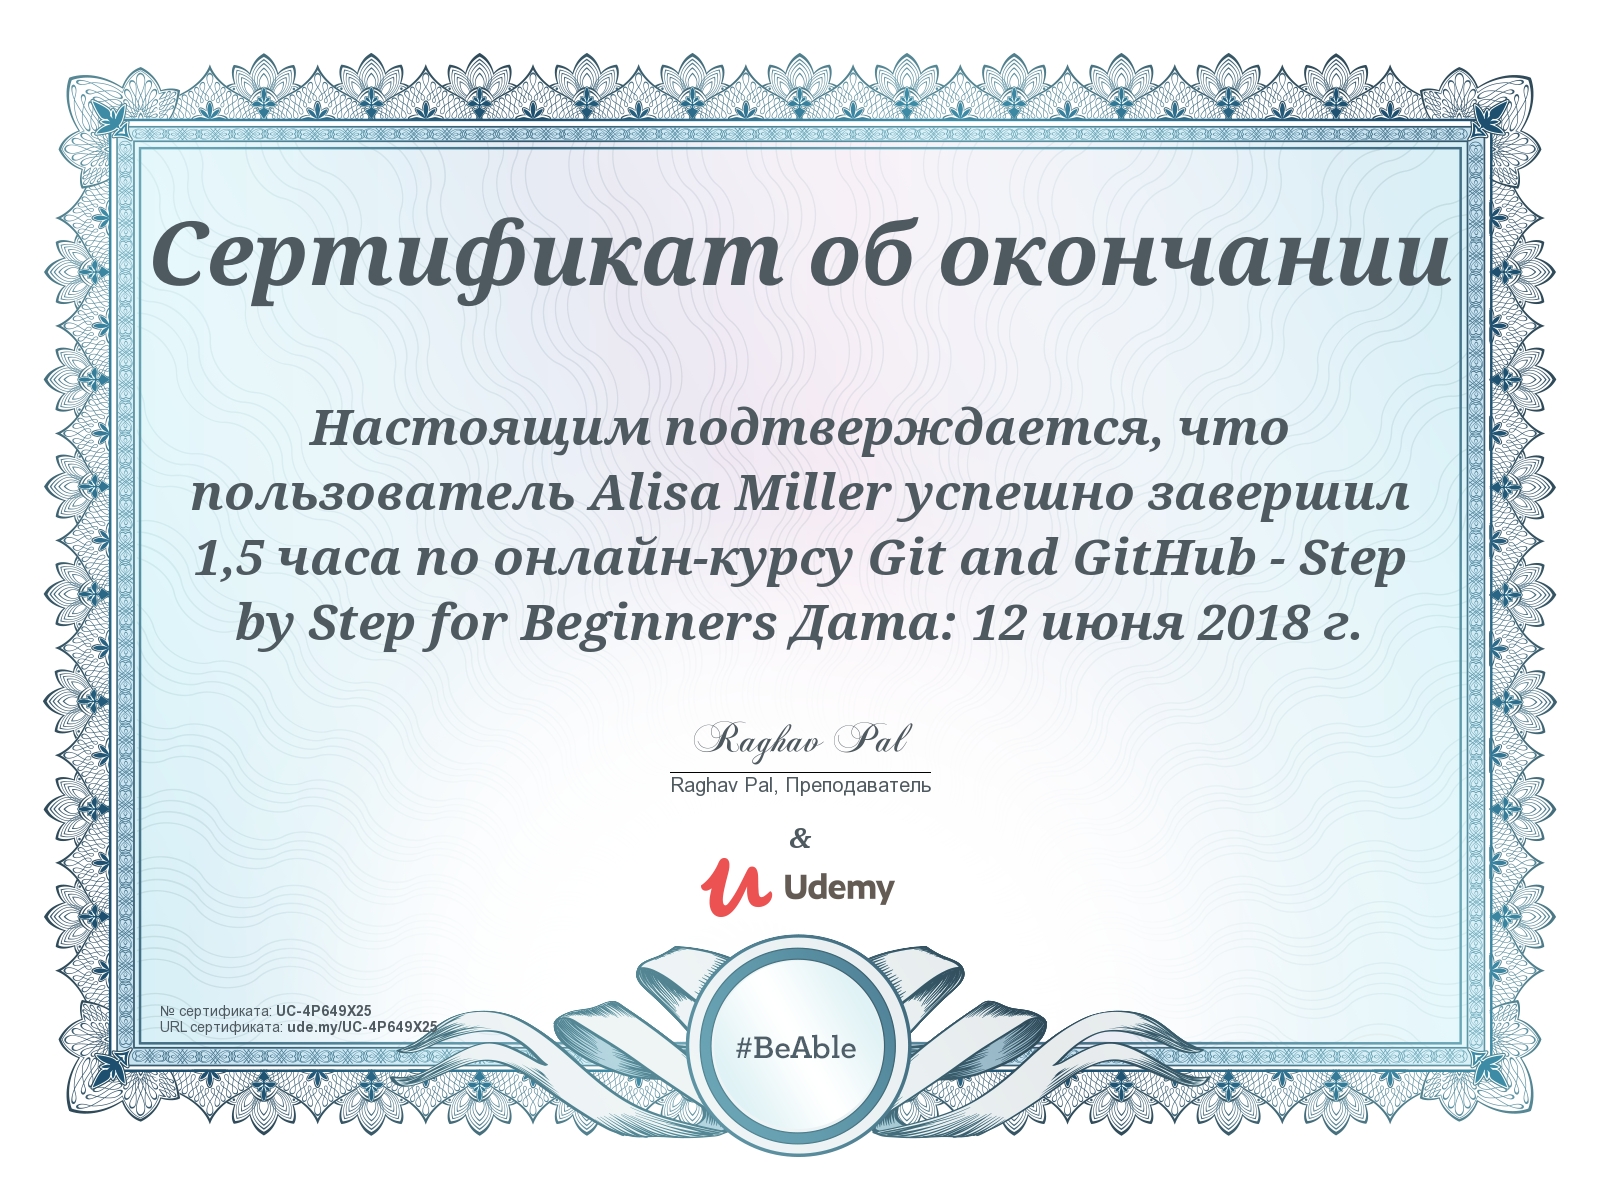 Сертификат об окончании
Настоящим подтверждается, что
пользователь Alisa Miller успешно завершил
1,5 часа по онлайн-курсу Git and GitHub - Step
by Step for Beginners Дата: 12 июня 2018 г.
Raghav Pal
Raghav Pal, Преподаватель
&
Udemy
№ сертификата: UC-4P649X25
URL сертификата: ude.my/UC-4P649X25
#BeAble